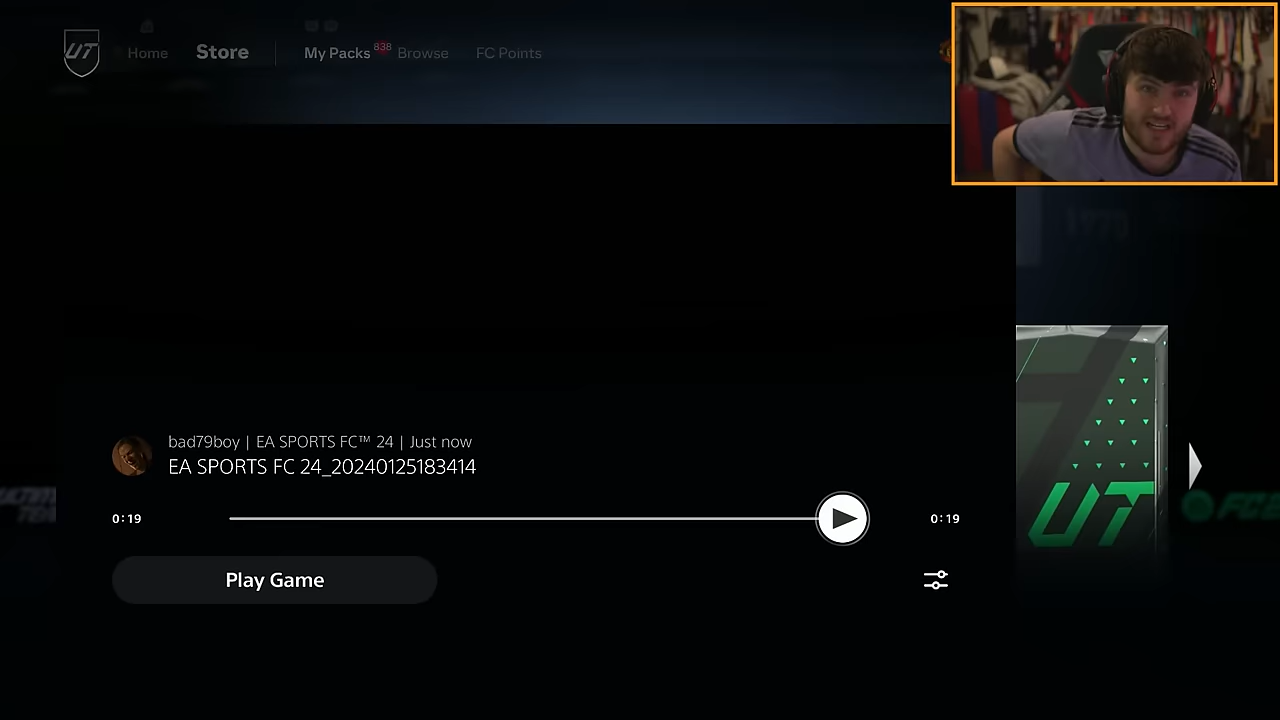 UT Home Store My Packs 838 Browse FC Points
bad79boy | EA SPORTS FC™ 24 | Just now
EA SPORTS FC 24_20240125183414
0:19 0:19
Play Game
UT